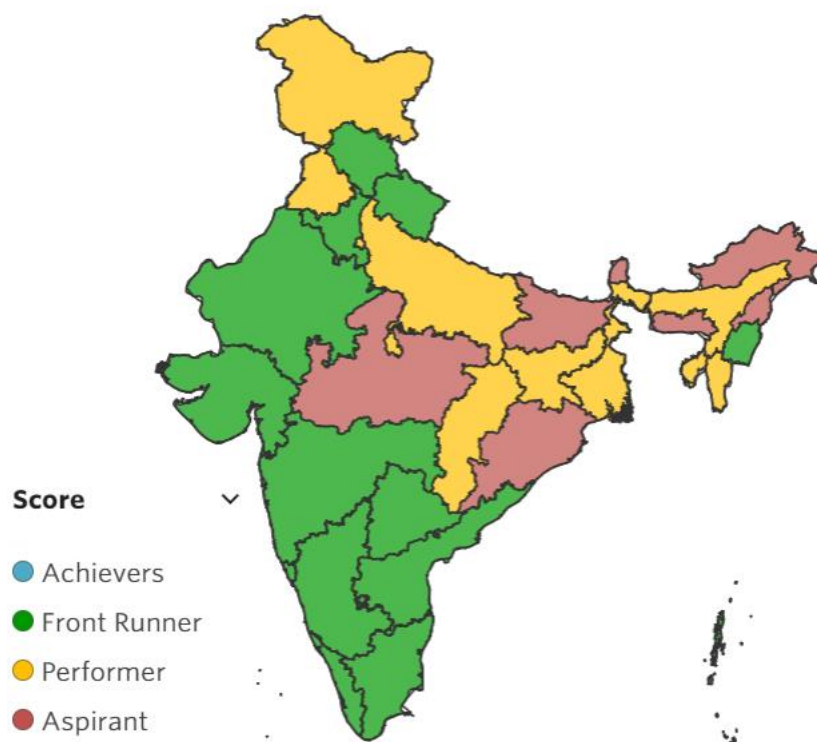 Score
Achievers
Front Runner
Performer
Aspirant